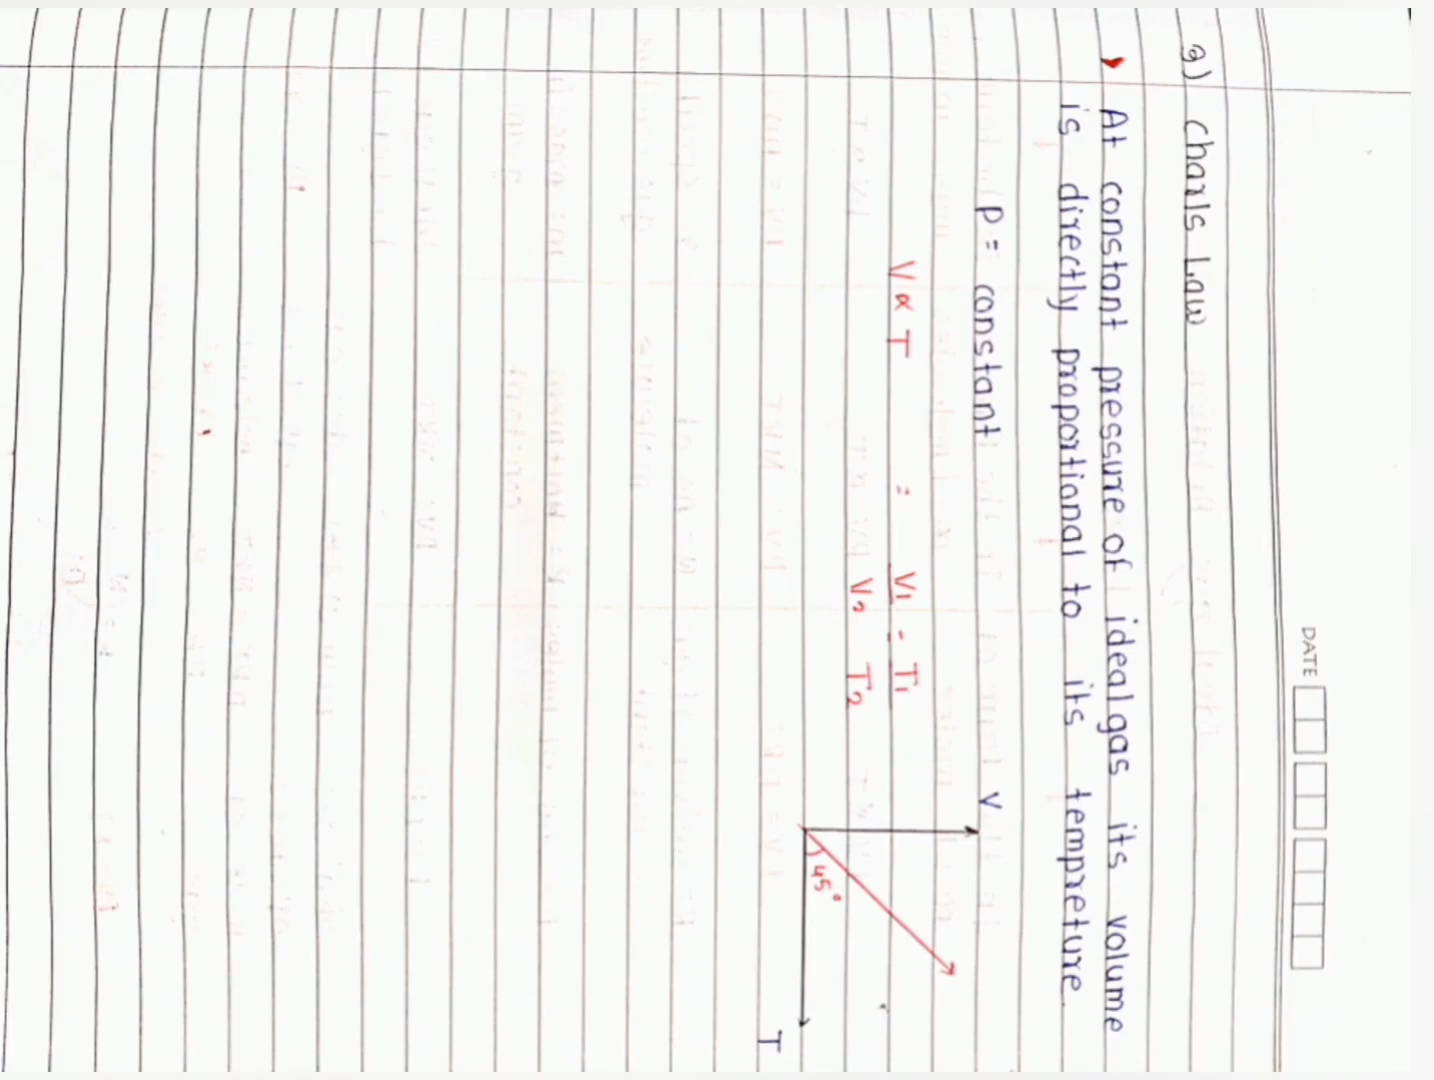 DATE
2) Charls Law
At constant pressure of ideal gas its volume
is directly proportional to its tempreture.
P = constant
V ∝ T = V1 = T1
V2 T2
V
45°
T